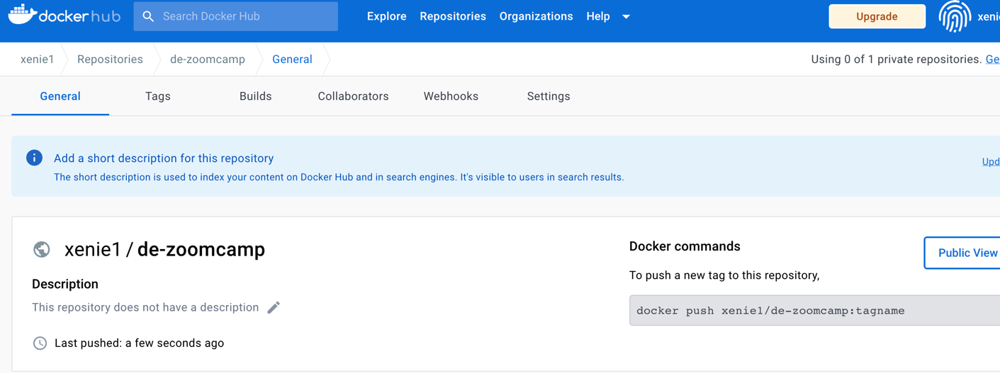 docker hub Search Docker Hub Explore Repositories Organizations Help Upgrade xeni
xenie1 Repositories de-zoomcamp General Using 0 of 1 private repositories. Ge
General Tags Builds Collaborators Webhooks Settings
Add a short description for this repository
Upd
The short description is used to index your content on Docker Hub and in search engines. It's visible to users in search results.
xenie1 / de-zoomcamp
Description
This repository does not have a description
Last pushed: a few seconds ago
Docker commands
Public View
To push a new tag to this repository,
docker push xenie1/de-zoomcamp:tagname